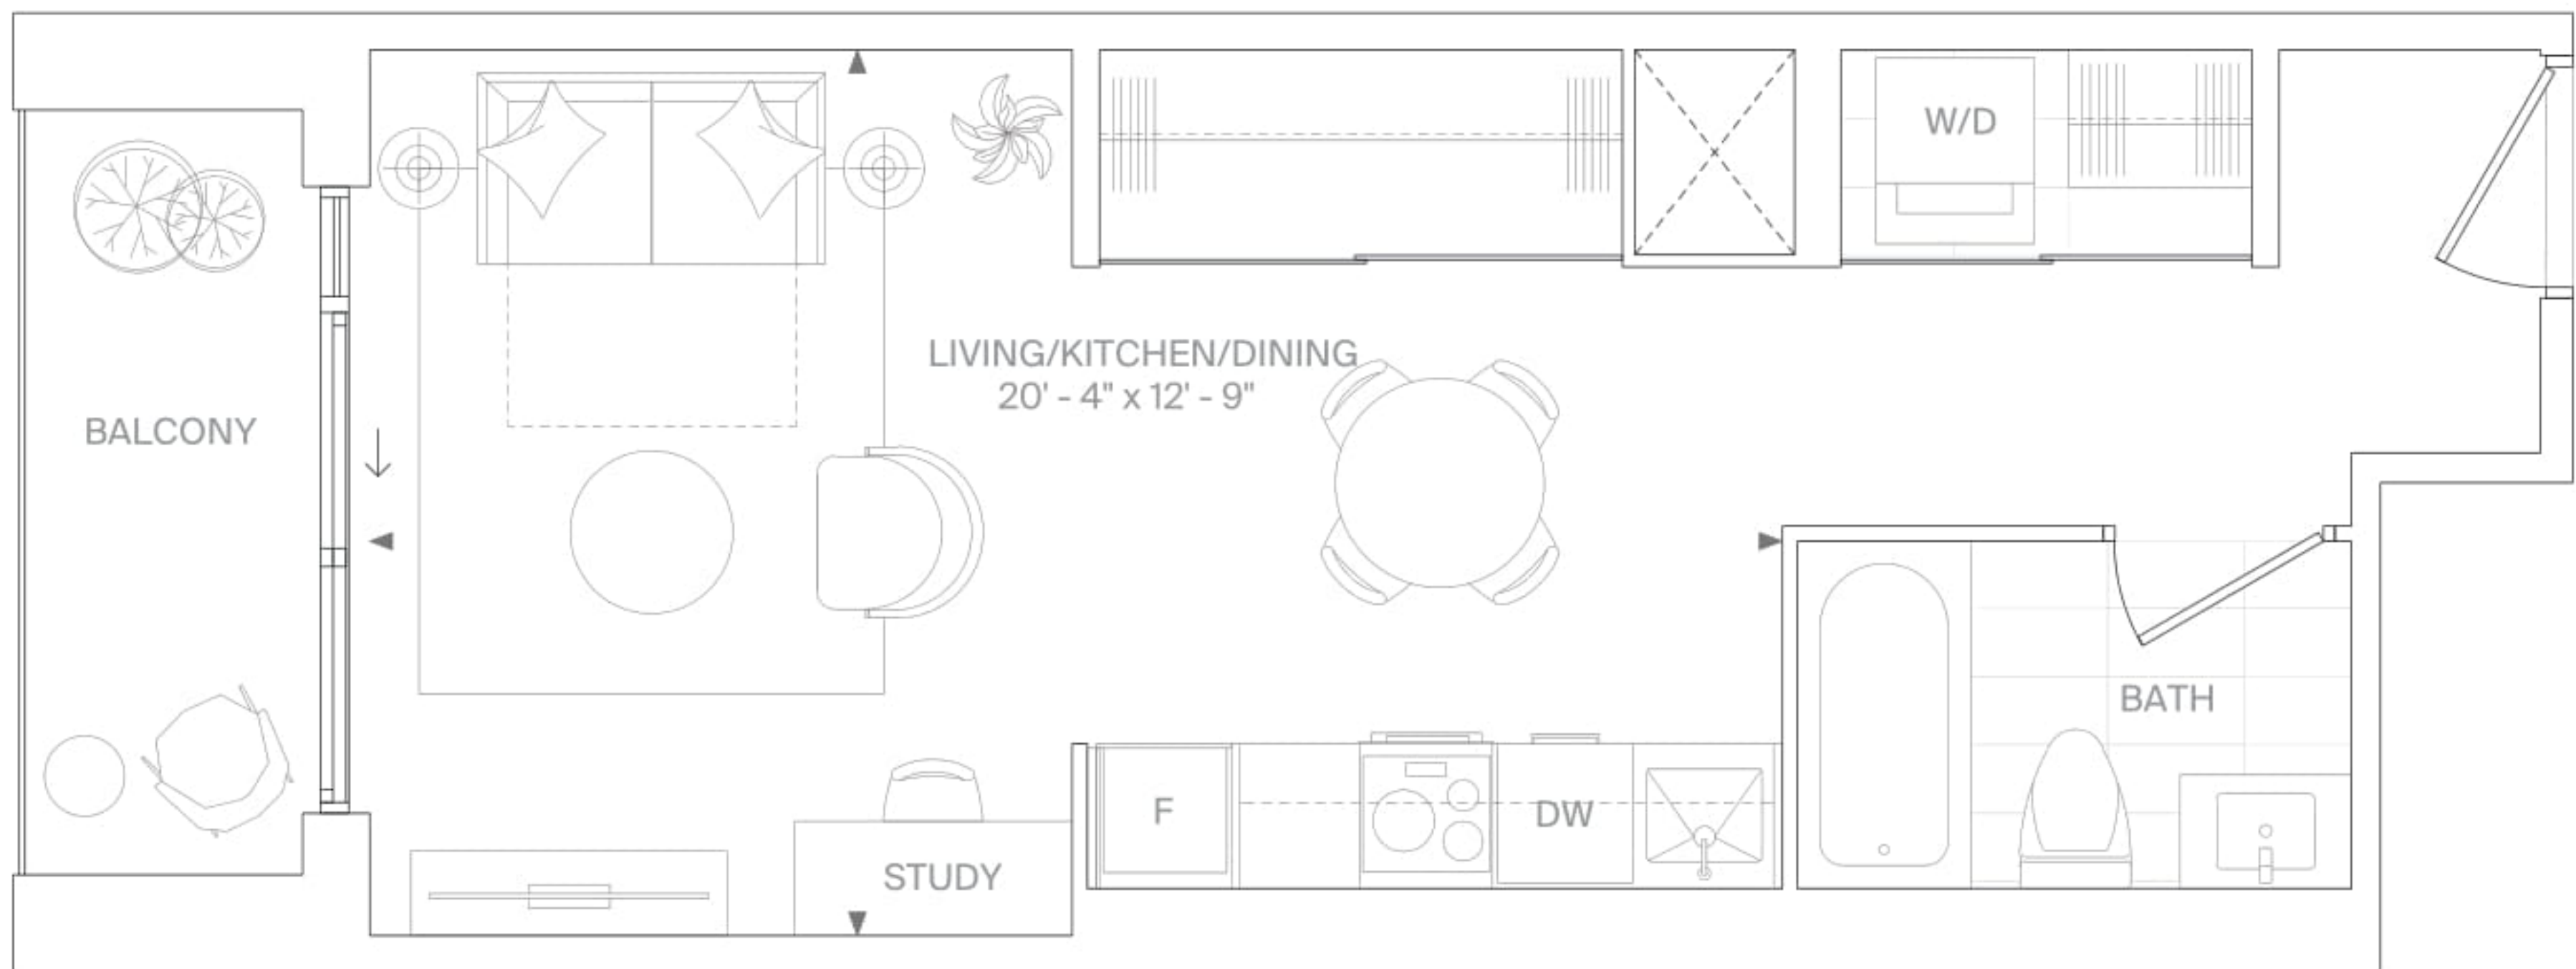 W/D
LIVING/KITCHEN/DINING
20' - 4" x 12' - 9"
BALCONY
BATH
F
DW
STUDY